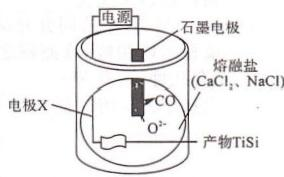 电源
石墨电极
熔融盐
(CaCl₂、NaCl)
CO
电极X
O²⁻
产物TiSi